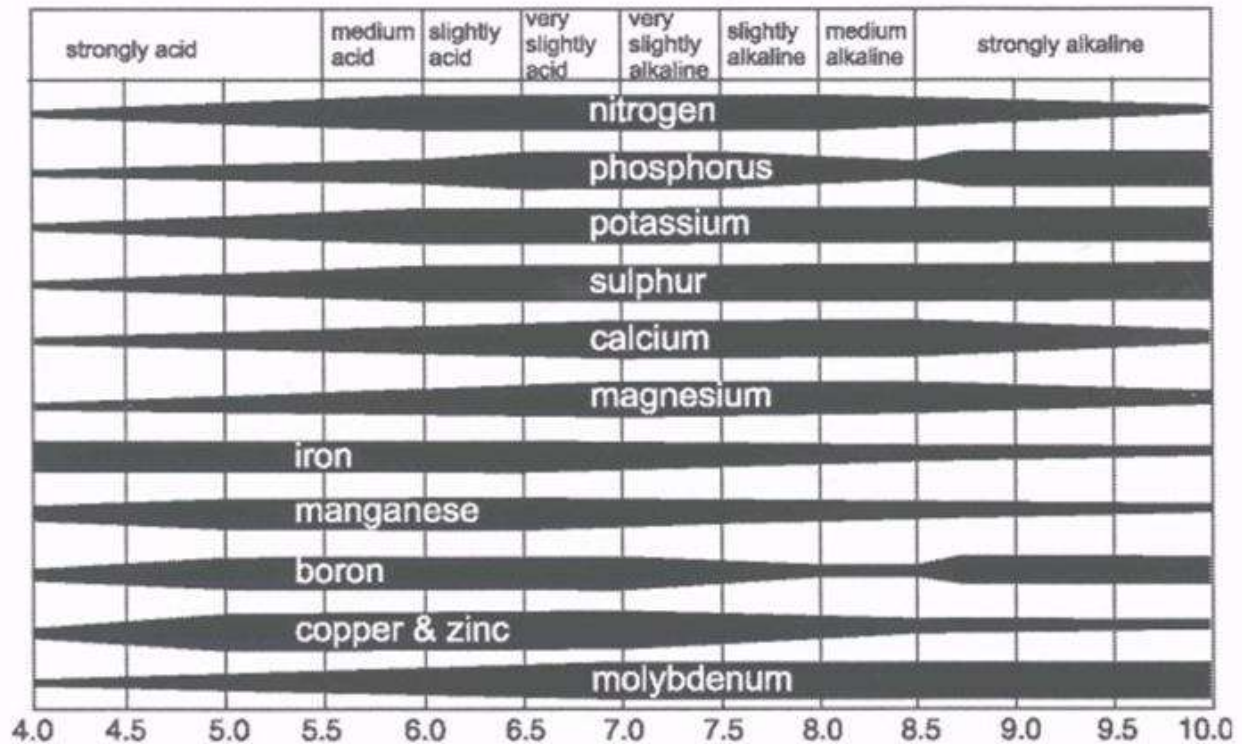 strongly acid
medium
acid
slightly
acid
very
slightly
acid
very
slightly
alkaline
slightly
alkaline
medium
alkaline
strongly alkaline
nitrogen
phosphorus
potassium
sulphur
calcium
magnesium
iron
manganese
boron
copper & zinc
molybdenum
4.0 4.5 5.0 5.5 6.0 6.5 7.0 7.5 8.0 8.5 9.0 9.5 10.0